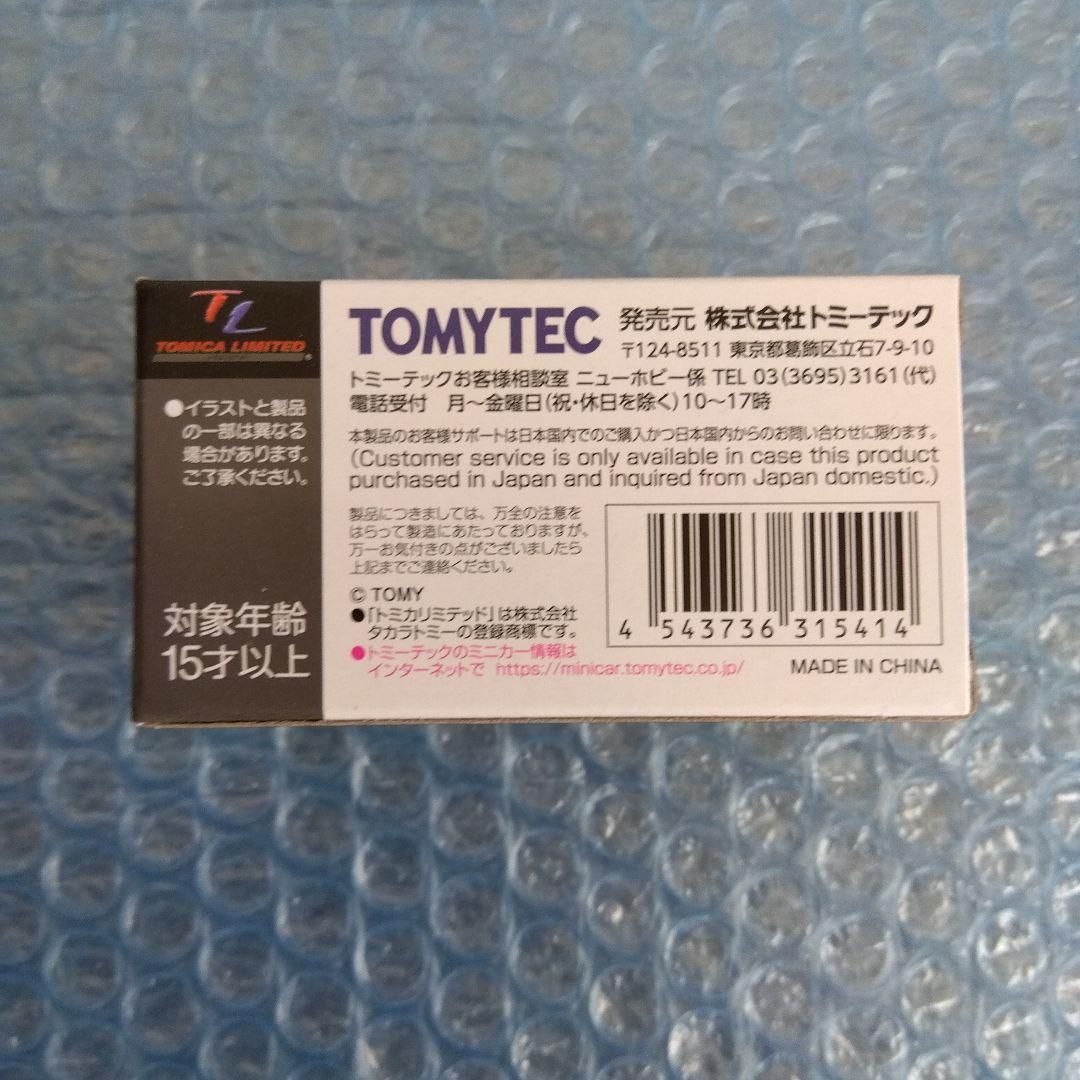 TL
TOMICA LIMITED
●イラストと製品
の一部は異なる
場合があります。
ご了承ください。
対象年齢
15才以上
TOMYTEC 発売元 株式会社トミーテック
〒124-8511 東京都葛飾区立石7-9-10
トミーテックお客様相談室 ニューホビー係 TEL 03(3695)3161(代)
電話受付 月〜金曜日(祝・休日を除く)10〜17時
本製品のお客様サポートは日本国内でのご購入かつ日本国内からのお問い合わせに限ります。
(Customer service is only available in case this product
purchased in Japan and inquired from Japan domestic.)
製品につきましては、万全の注意を
はらって製造にあたっておりますが、
万一お気付きの点がございましたら
上記までご連絡ください。
© TOMY
●「トミカリミテッド」は株式会社
タカラトミーの登録商標です。
●トミーテックのミニカー情報は
インターネットで https://minicar.tomytec.co.jp/
4 543736 315414
MADE IN CHINA